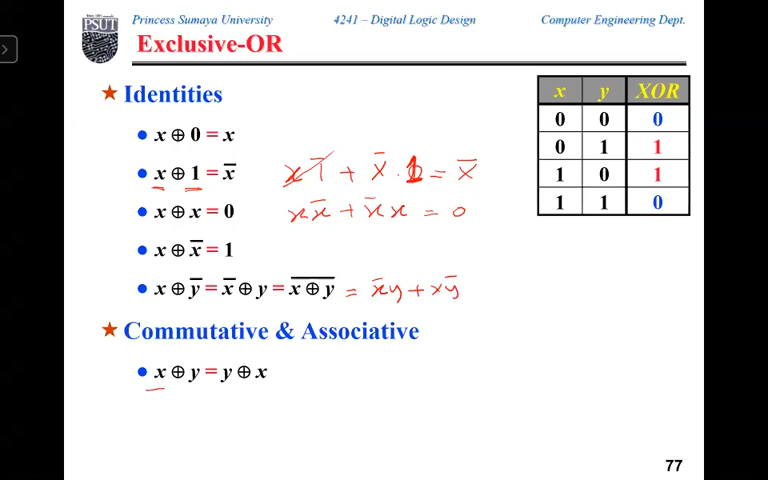 Princess Sumaya University 4241 – Digital Logic Design Computer Engineering Dept.
PSUT
Exclusive-OR
★ Identities
• x ⊕ 0 = x
• x ⊕ 1 = x̅ x1̅ + x̅ . 1 = x̅
• x ⊕ x = 0 xx̅ + x̅x = 0
• x ⊕ x̅ = 1
• x ⊕ y̅ = x̅ ⊕ y = \overline{x ⊕ y} = x̅y + xy̅
★ Commutative & Associative
• x ⊕ y = y ⊕ x
x y XOR
0 0 0
0 1 1
1 0 1
1 1 0
77